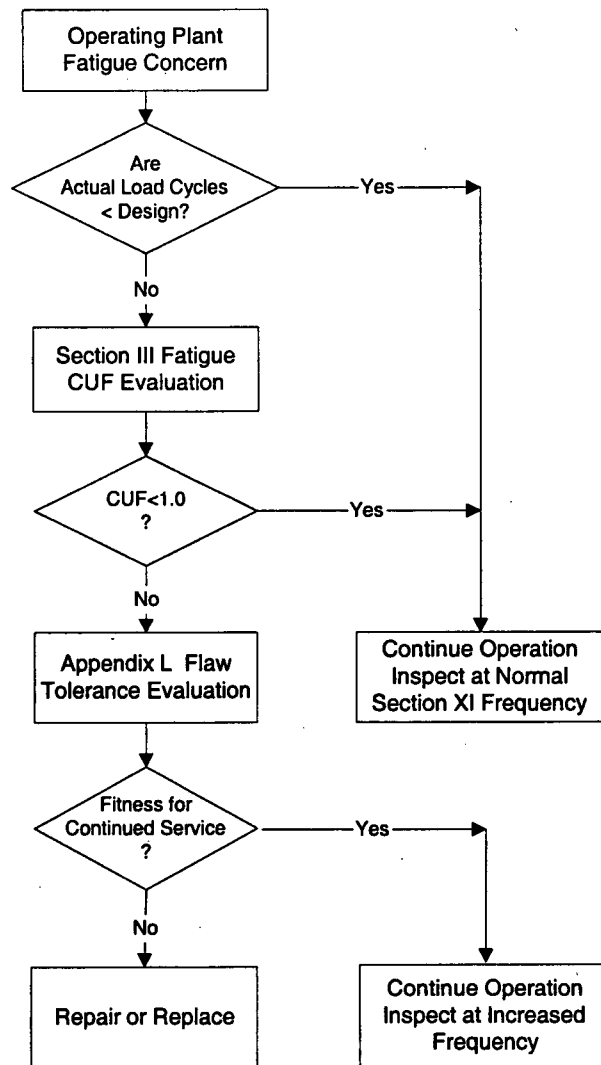 Operating Plant
Fatigue Concern
Are
Actual Load Cycles
< Design?
Yes
No
Section III Fatigue
CUF Evaluation
CUF<1.0
?
Yes
No
Appendix L Flaw
Tolerance Evaluation
Continue Operation
Inspect at Normal
Section XI Frequency
Fitness for
Continued Service
?
Yes
No
Repair or Replace
Continue Operation
Inspect at Increased
Frequency